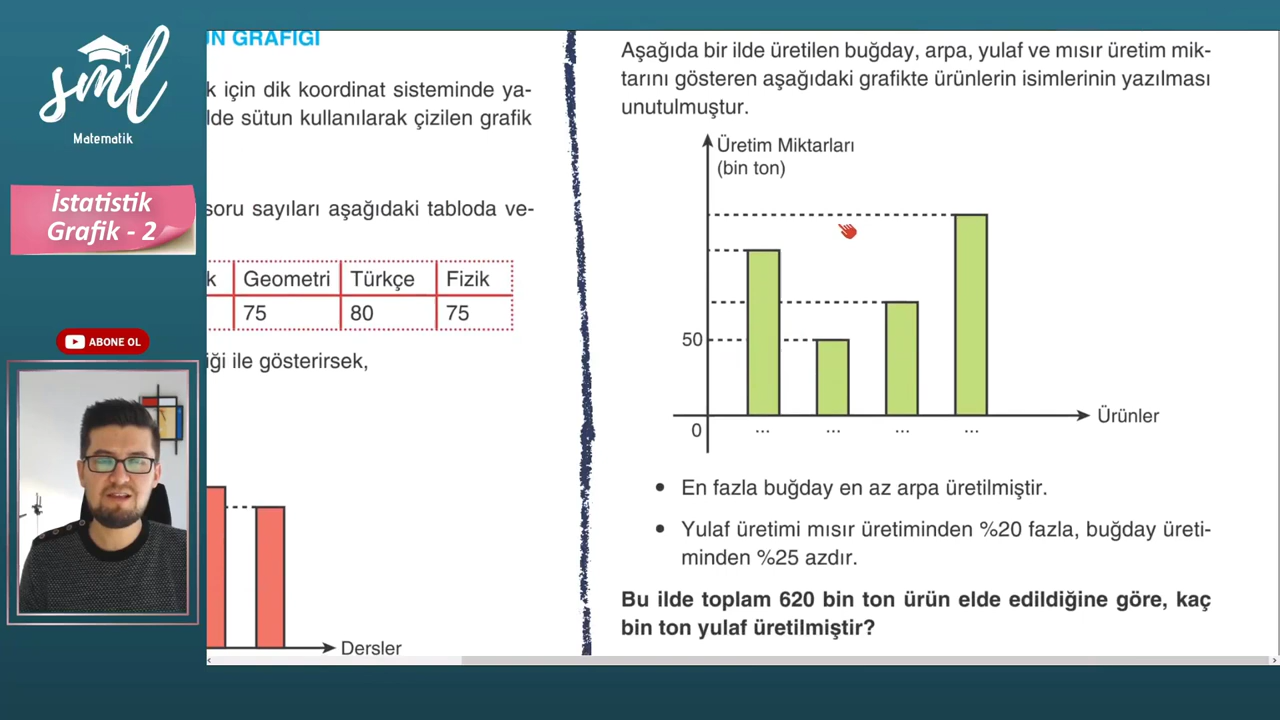 sml
Matematik
İstatistik
Grafik - 2
ABONE OL
ÜN GRAFİĞİ
k için dik koordinat sisteminde ya-
lde sütun kullanılarak çizilen grafik
soru sayıları aşağıdaki tabloda ve-
k Geometri Türkçe Fizik
75 80 75
iği ile gösterirsek,
Dersler
Aşağıda bir ilde üretilen buğday, arpa, yulaf ve mısır üretim mik-
tarını gösteren aşağıdaki grafikte ürünlerin isimlerinin yazılması
unutulmuştur.
Üretim Miktarları
(bin ton)
50
0
... ... ... ...
Ürünler
• En fazla buğday en az arpa üretilmiştir.
• Yulaf üretimi mısır üretiminden %20 fazla, buğday üreti-
minden %25 azdır.
Bu ilde toplam 620 bin ton ürün elde edildiğine göre, kaç
bin ton yulaf üretilmiştir?